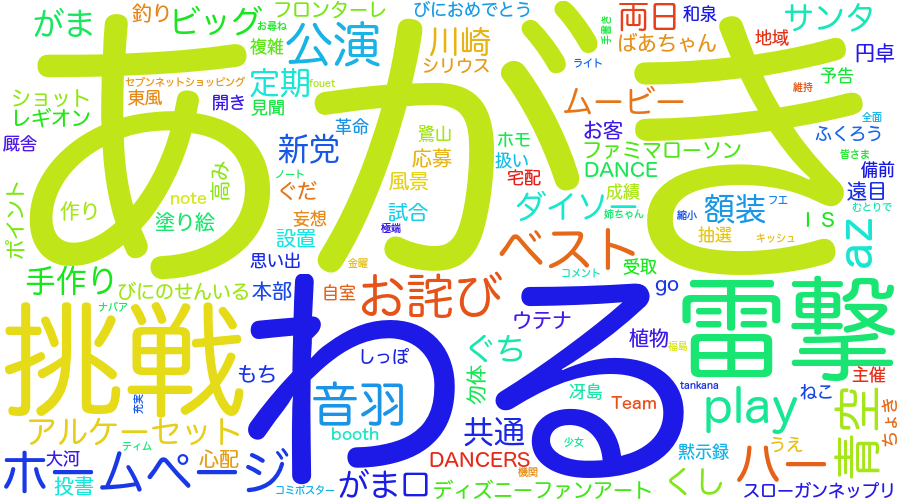 がま
ビッグ
釣り
お尋ね
フロンターレ
びにおめでとう
手書き
両日
和泉
サンタ
あがき
公演
川崎
シリウス
ばあちゃん
地域
円卓
複雑
ライト
定期
セブンネットショッピング
fouet
東風
開き
見聞
ショット
レギオン
予告
維持
ムービー
全面
厩舎
革命
新党
鷺山
応募
ホモ
扱い
お客
ファミマローソン
ふくろう
皆さま
DANCE
宅配
備前
ノート
ぐだ
風景
成績
遠目
高み
note
作り
塗り絵
妄想
試合
極端
ダイソー
姉ちゃん
額装
フエ
縮小
むとりで
IS
az
ポイント
設置
抽選
キッシュ
思い出
金曜
ベスト
受取
コメント
手作り
びにのせんいる
本部
自室
お詫び
go
雷撃
ナバア
挑戦
わる
ウテナ
植物
福島
しっぽ
ぐち
もち
勿体
音羽
冴島
tankana
主催
ねこ
充実
Team
play
青空
ちょき
アルケーセット
booth
共通
ティム
少女
うえ
黙示録
ホームページ
大河
心配
DANCERS
機関
ハー
投書
コミポスター
がま口
ディズニーファンアート
くし
スローガンネップリ